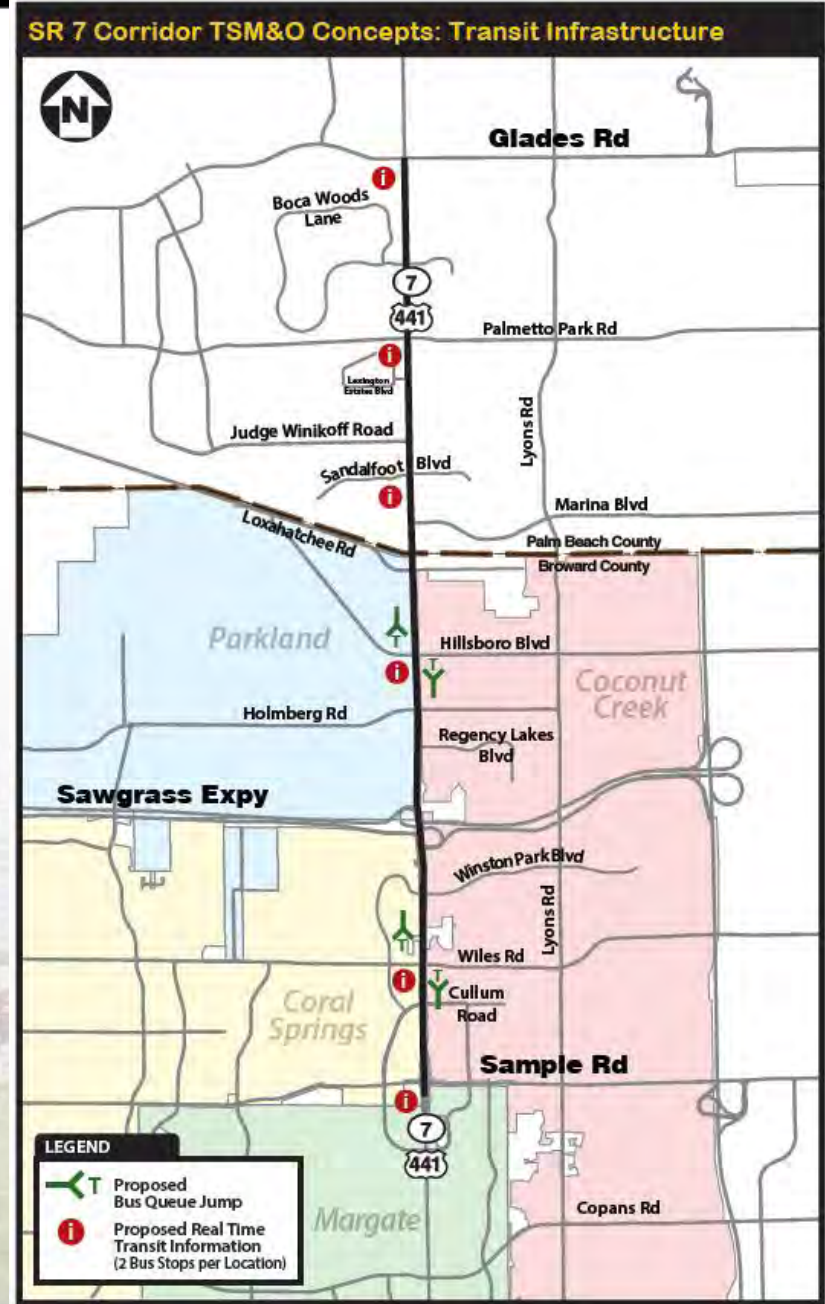 SR 7 Corridor TSM&O Concepts: Transit Infrastructure
N
Glades Rd
i
Boca Woods
Lane
7
441
Palmetto Park Rd
i
Lexington
Estates Blvd
Lyons Rd
Judge Winikoff Road
Sandalfoot Blvd
i
Marina Blvd
Loxahatchee Rd
Palm Beach County
Broward County
T
Parkland
Hillsboro Blvd
i
T
Coconut
Creek
Holmberg Rd
Regency Lakes
Blvd
Sawgrass Expy
Winston Park Blvd
Lyons Rd
T
Wiles Rd
i
T
Cullum
Road
Coral
Springs
Sample Rd
i
7
441
Margate
Copans Rd
LEGEND
T Proposed
Bus Queue Jump
i Proposed Real Time
Transit Information
(2 Bus Stops per Location)